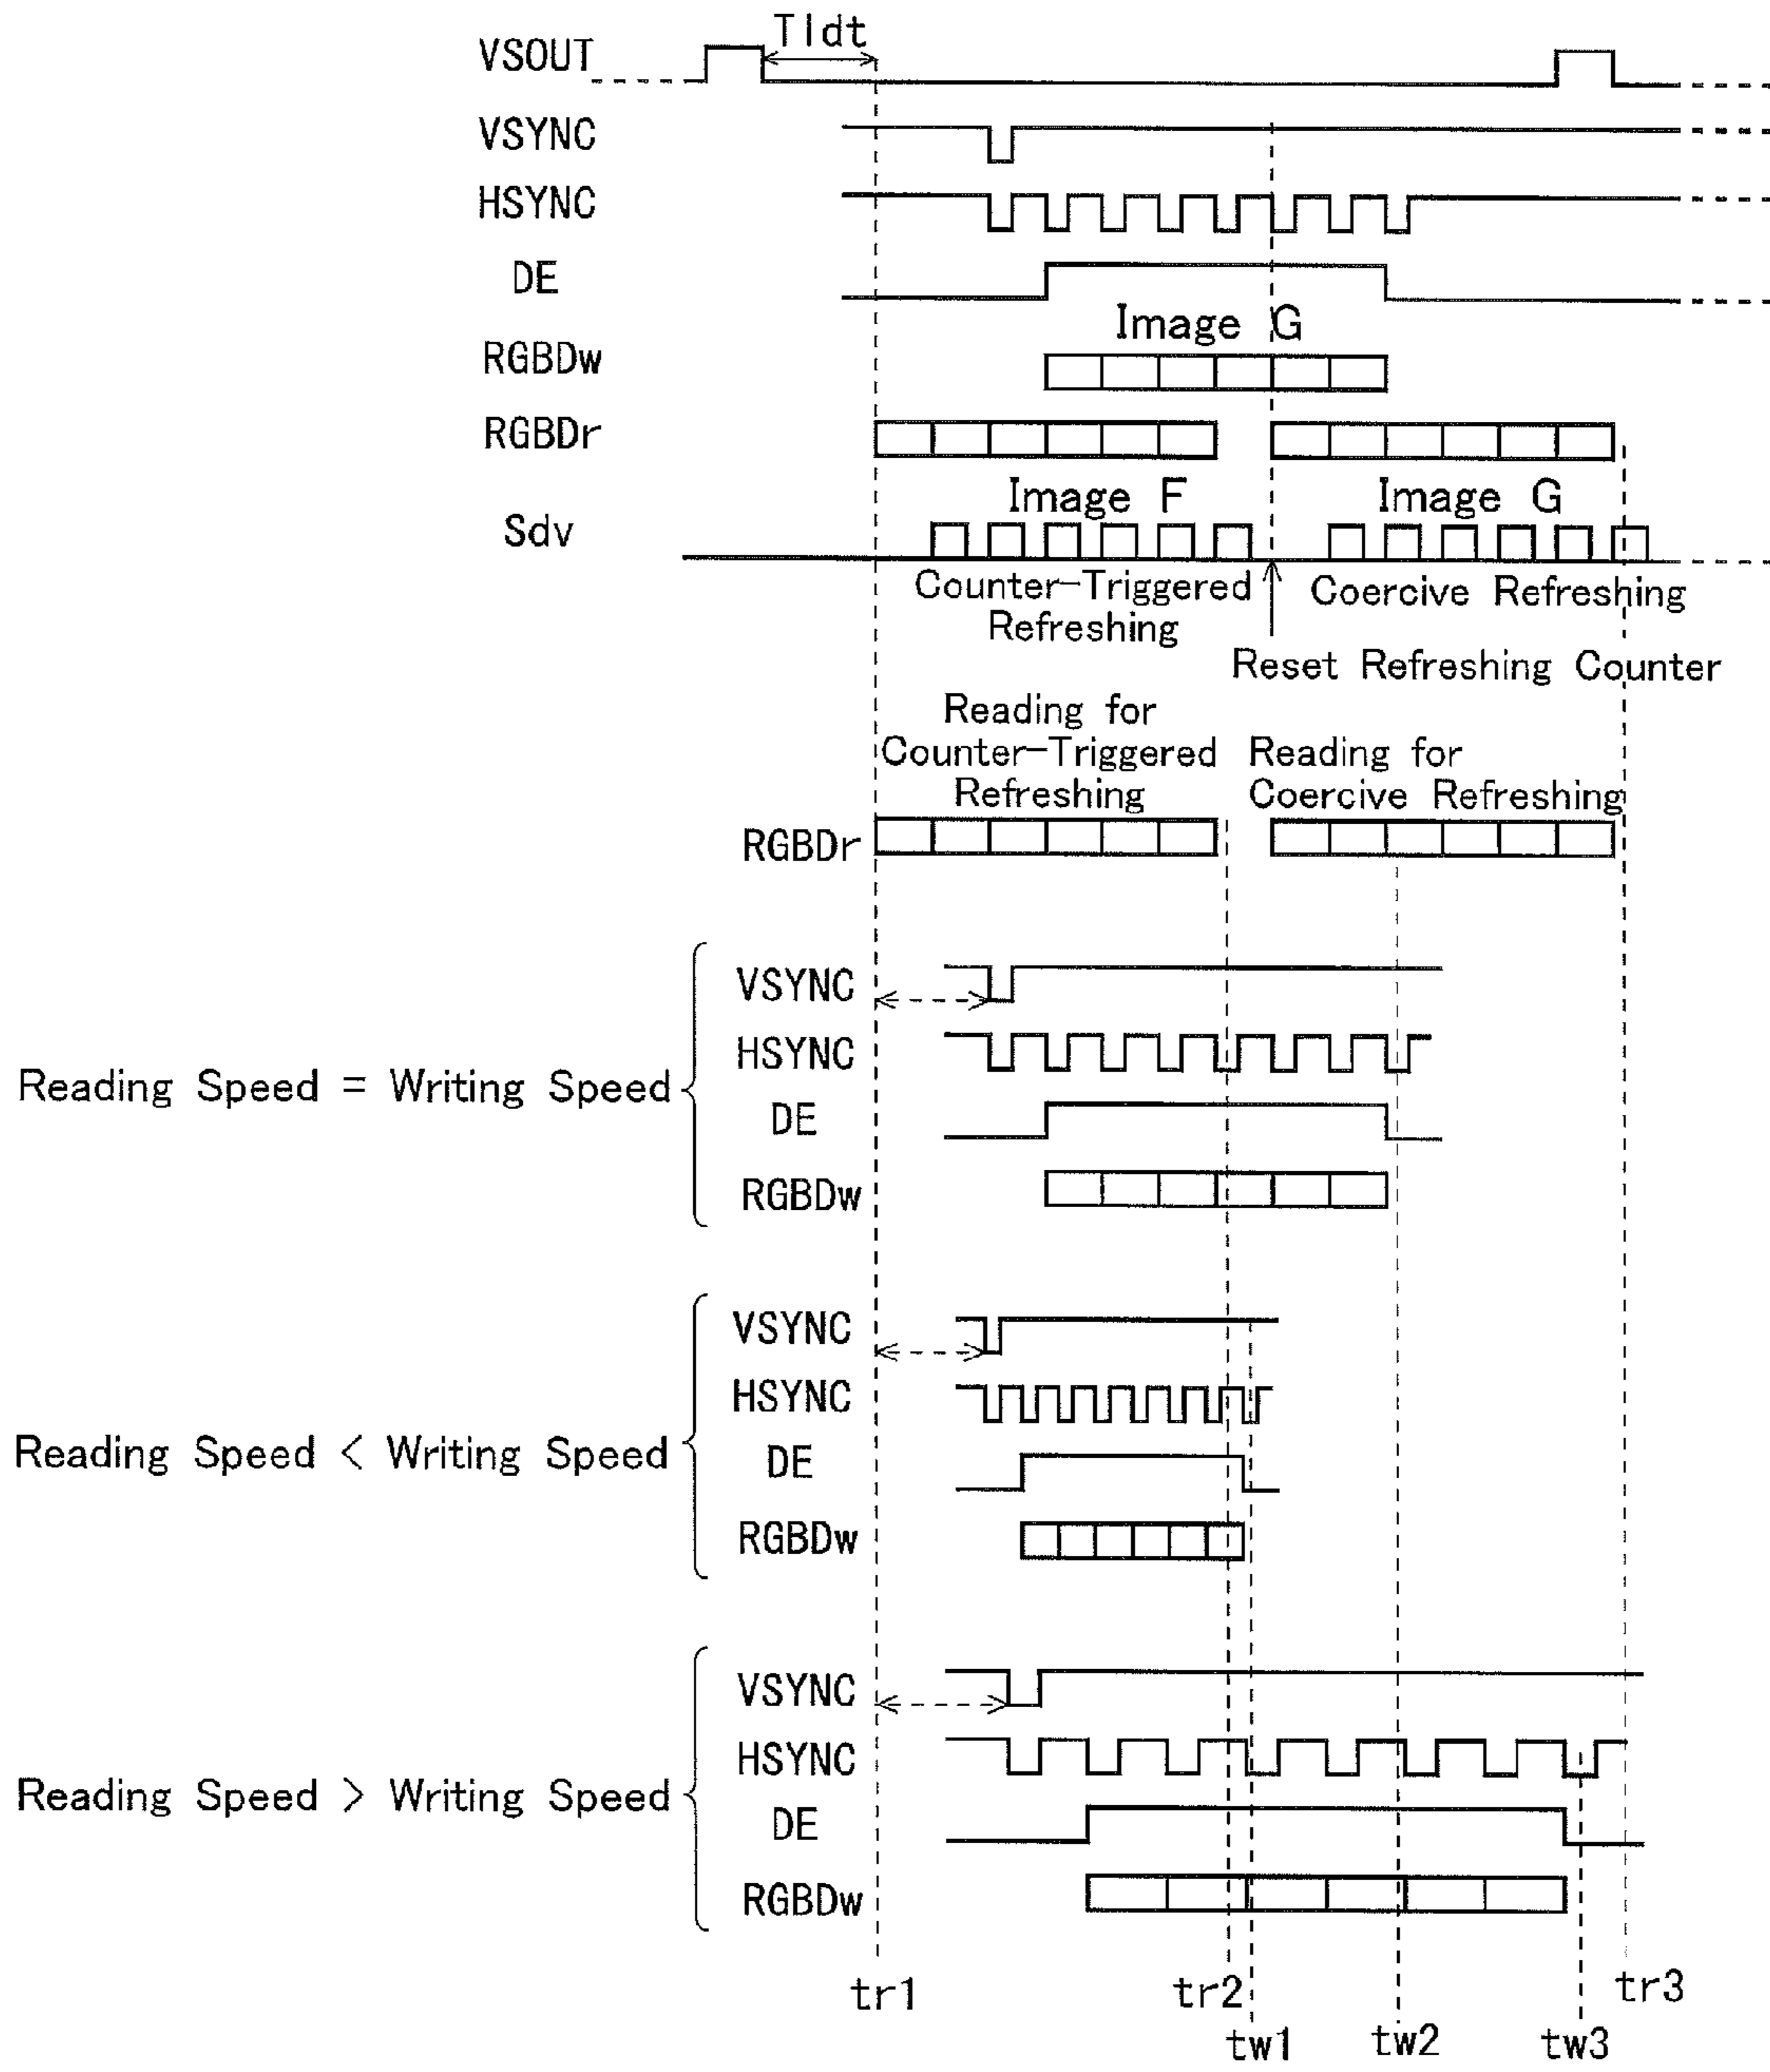 Tldt
VSOUT
VSYNC
HSYNC
DE
Image G
RGBDw
RGBDr
Image F Image G
Sdv
Counter-Triggered
Refreshing
Coercive Refreshing
Reset Refreshing Counter
Reading for
Counter-Triggered
Refreshing
Reading for
Coercive Refreshing
RGBDr
VSYNC
HSYNC
Reading Speed = Writing Speed
DE
RGBDw
VSYNC
HSYNC
Reading Speed < Writing Speed
DE
RGBDw
VSYNC
HSYNC
Reading Speed > Writing Speed
DE
RGBDw
tr1 tr2 tr3
tw1 tw2 tw3